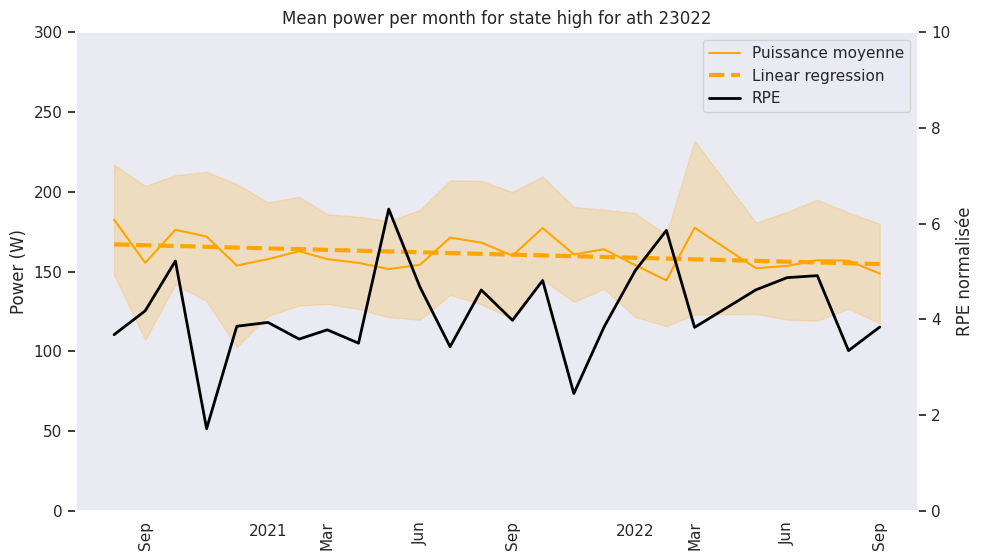 Mean power per month for state high for ath 23022
300
250
200
150
100
50
0
Power (W)
10
8
6
4
2
0
RPE normalisée
Puissance moyenne
Linear regression
RPE
Sep
2021
Mar
Jun
Sep
2022
Mar
Jun
Sep